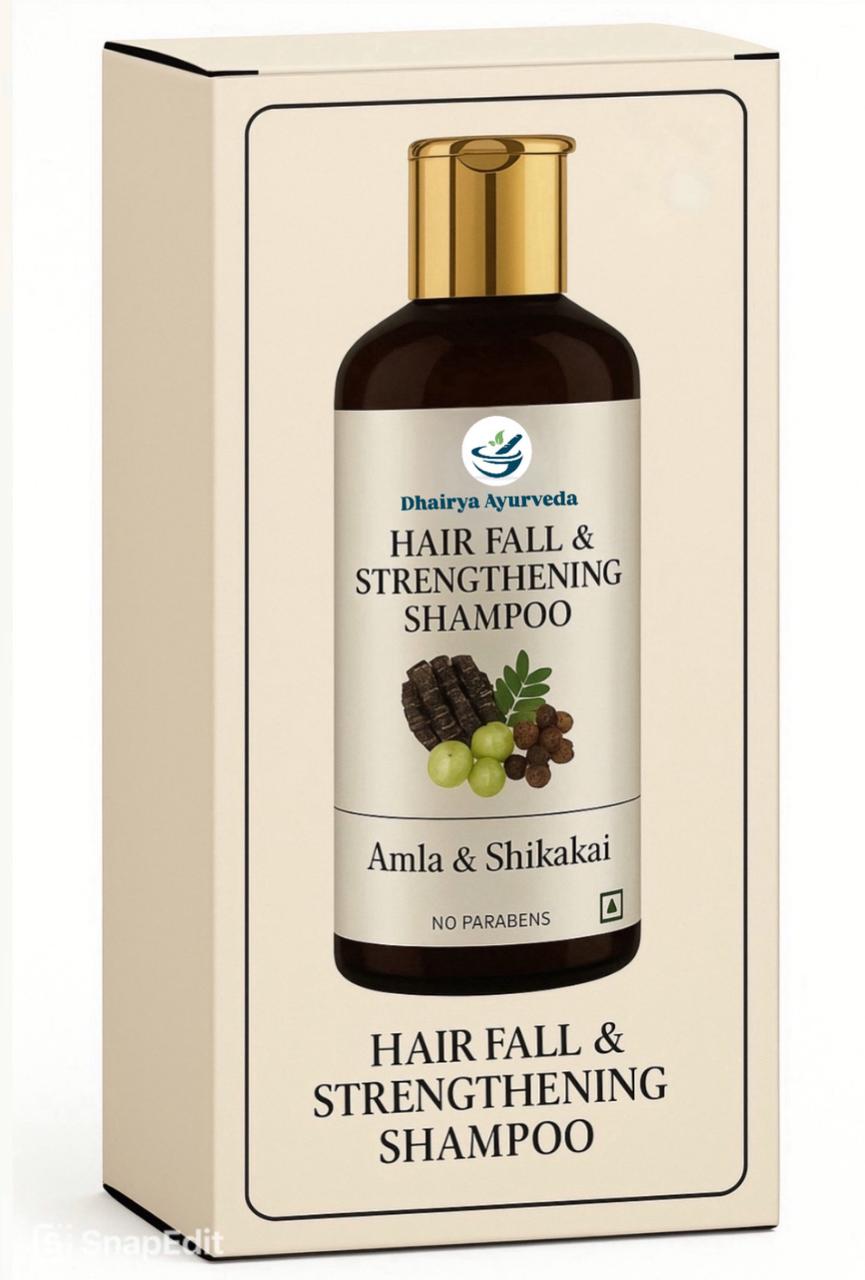 Dhairya Ayurveda
HAIR FALL &
STRENGTHENING
SHAMPOO
Amla & Shikakai
NO PARABENS
HAIR FALL &
STRENGTHENING
SHAMPOO
SnapEdit